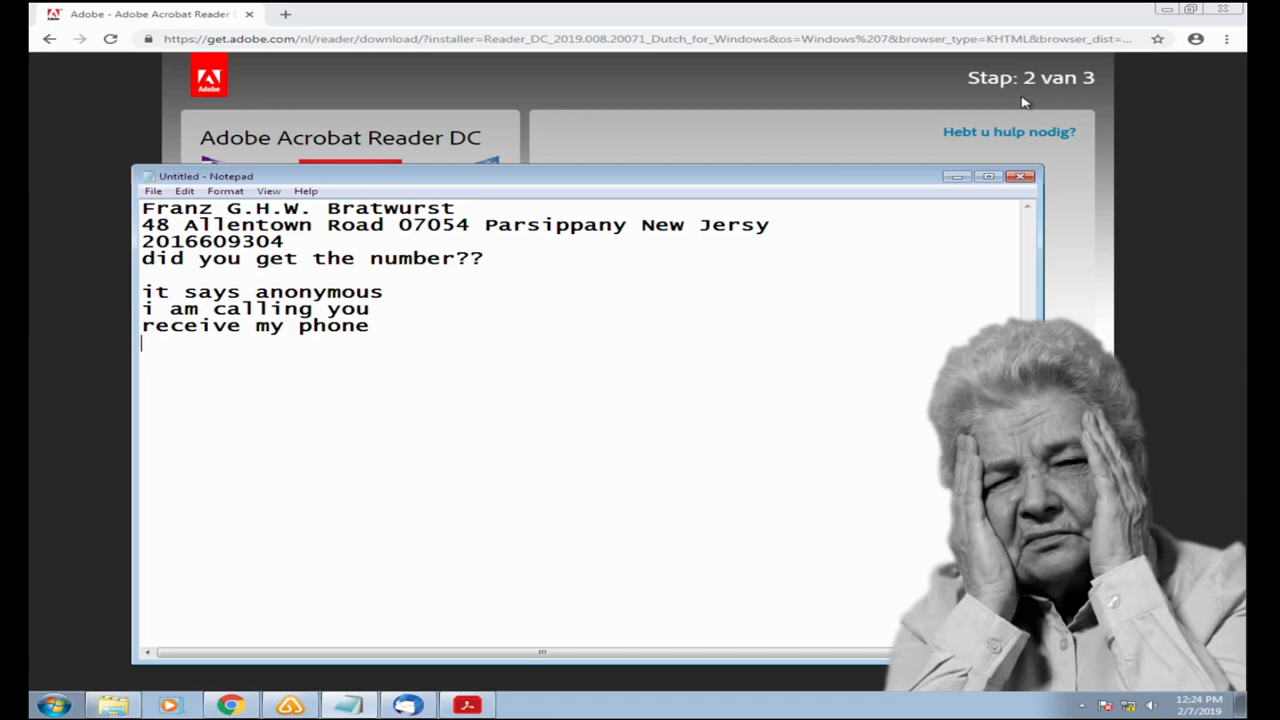 Adobe - Adobe Acrobat Reader
https://get.adobe.com/nl/reader/download/?installer=Reader_DC_2019.008.20071_Dutch_for_Windows&os=Windows%207&browser_type=KHTML&browser_dist=...
Adobe
Stap: 2 van 3
Adobe Acrobat Reader DC
Hebt u hulp nodig?
Untitled - Notepad
File Edit Format View Help
Franz G.H.W. Bratwurst
48 Allentown Road 07054 Parsippany New Jersy
2016609304
did you get the number??
it says anonymous
i am calling you
receive my phone
12:24 PM
2/7/2019